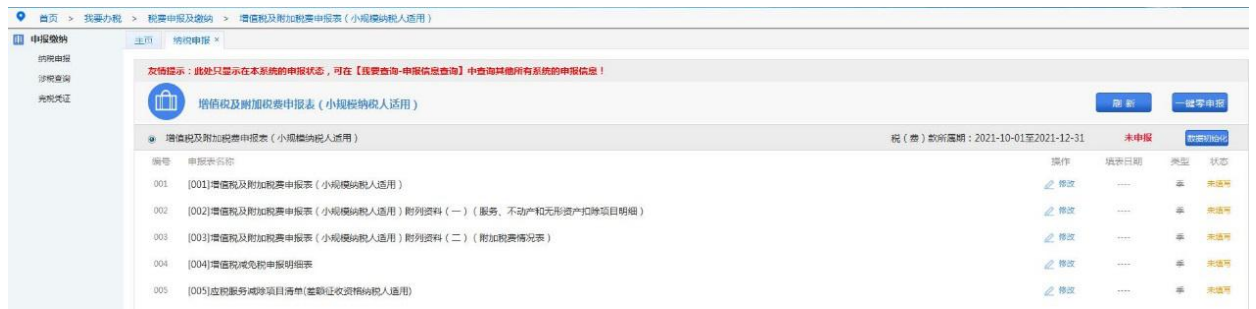 首页 > 我要办税 > 税费申报及缴纳 > 增值税及附加税费申报表（小规模纳税人适用）
申报缴纳
纳税申报
涉税查询
完税凭证
主页 纳税申报 ×
友情提示：此处只显示在本系统的申报状态，可在【我要查询-申报信息查询】中查询其他所有系统的申报信息！
增值税及附加税费申报表（小规模纳税人适用） 刷 新 一键零申报
增值税及附加税费申报表（小规模纳税人适用） 税（费）款所属期：2021-10-01至2021-12-31 未申报 数据初始化
编号 申报表名称 操作 填表日期 类型 状态
001 [001]增值税及附加税费申报表（小规模纳税人适用） 修改 ---- 季 未填写
002 [002]增值税及附加税费申报表（小规模纳税人适用）附列资料（一）（服务、不动产和无形资产扣除项目明细） 修改 ---- 季 未填写
003 [003]增值税及附加税费申报表（小规模纳税人适用）附列资料（二）（附加税费情况表） 修改 ---- 季 未填写
004 [004]增值税减免税申报明细表 修改 ---- 季 未填写
005 [005]应税服务减除项目清单(差额征收资格纳税人适用) 修改 ---- 季 未填写